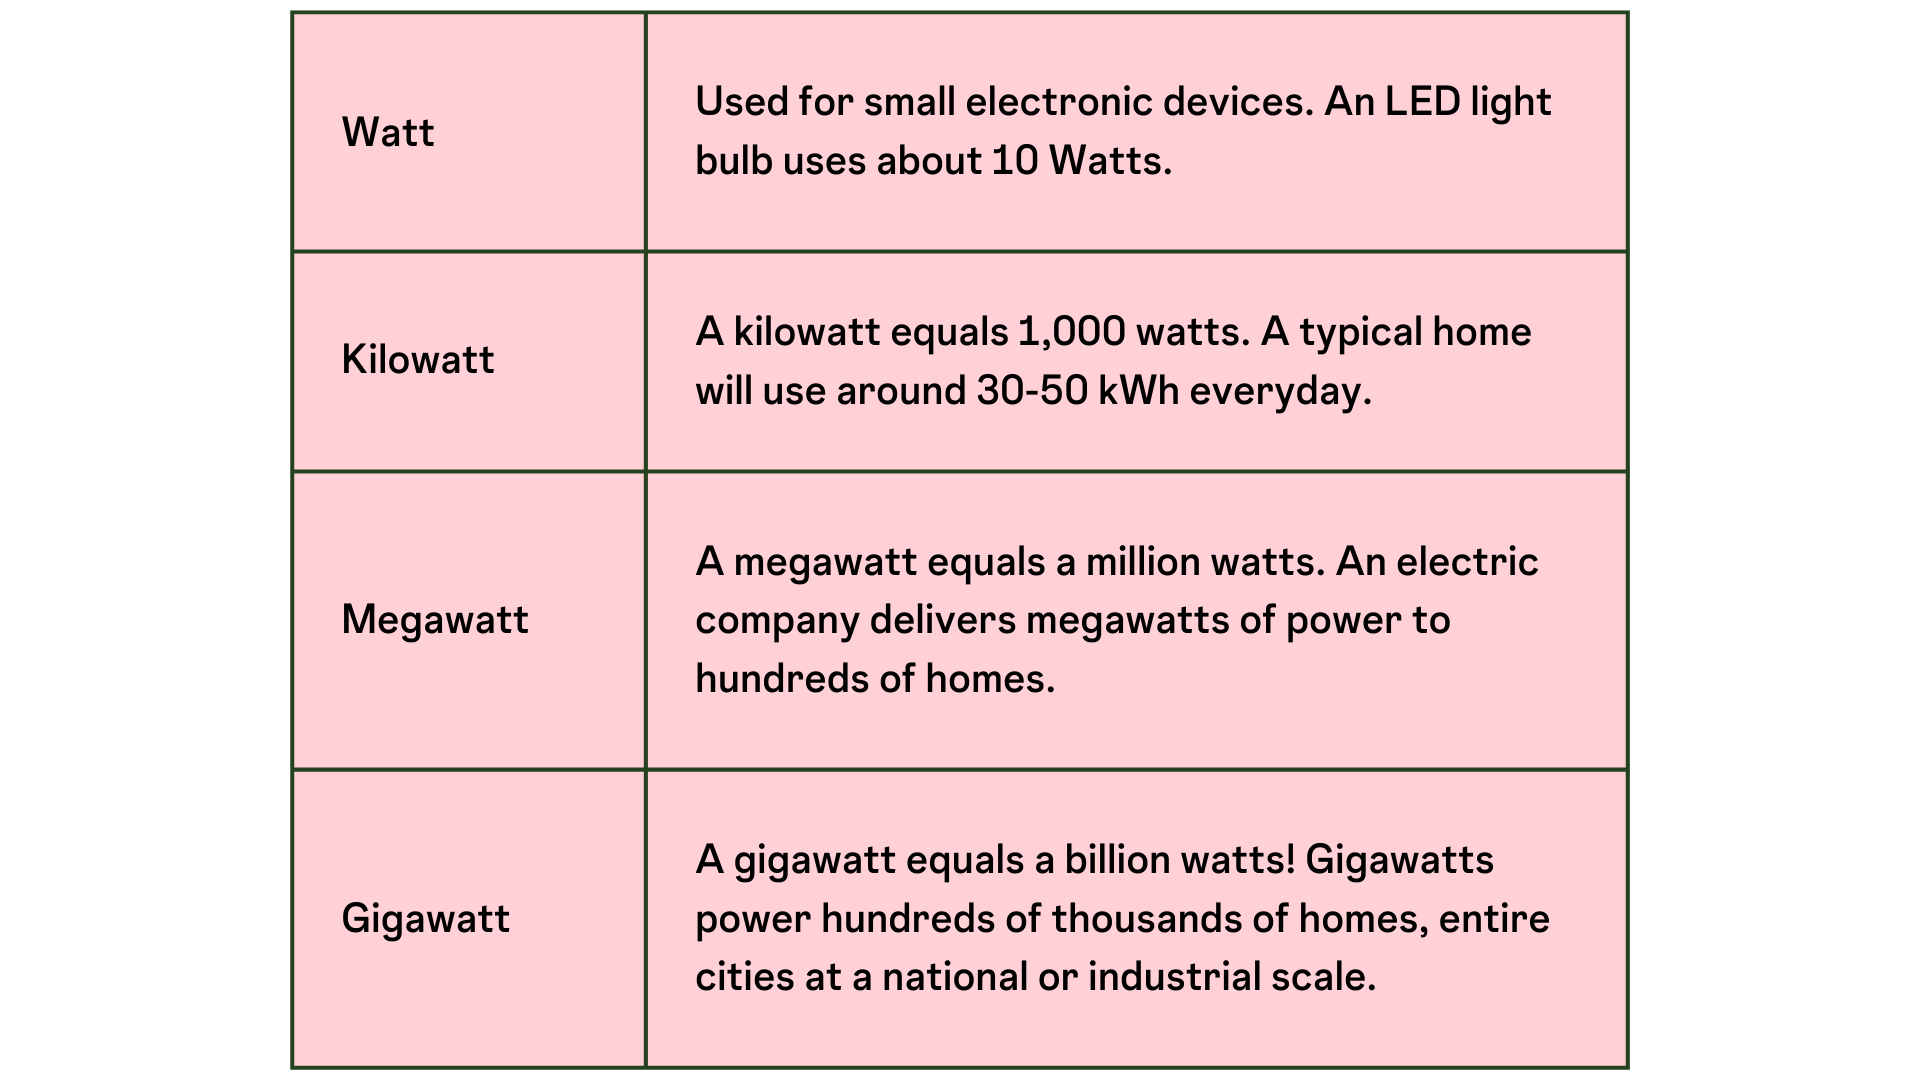 Watt
Used for small electronic devices. An LED light
bulb uses about 10 Watts.
Kilowatt
A kilowatt equals 1,000 watts. A typical home
will use around 30-50 kWh everyday.
Megawatt
A megawatt equals a million watts. An electric
company delivers megawatts of power to
hundreds of homes.
Gigawatt
A gigawatt equals a billion watts! Gigawatts
power hundreds of thousands of homes, entire
cities at a national or industrial scale.